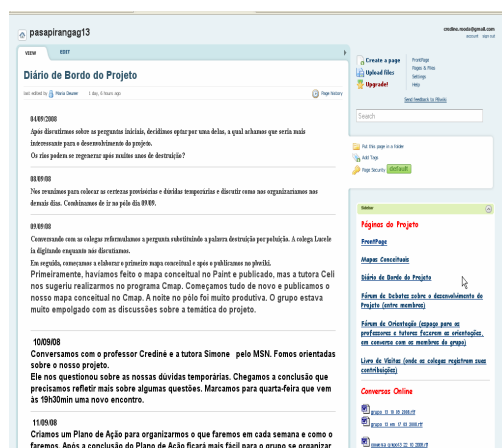 pasapirangag13
credine.roods@gmail.com
account sign out
VIEW EDIT
Diário de Bordo do Projeto
last edited by Maria Deuner 1 day, 6 hours ago
Page history
04/09/2008
Após discutirmos sobre as perguntas iniciais, decidimos optar por uma delas, a qual achamos que seria mais
interessante para o desenvolvimento do projeto.
Os rios podem se regenerar após muitos anos de destruição?
08/09/08
Nos reunimos para colocar as certezas provisórias e dúvidas temporárias e discutir como nos organizaríamos nos
demais dias. Combinamos de ir no pólo dia 09/09.
09/09/08
Conversando com as colegas reformulamos a pergunta substituindo a palavra destruição por poluição. A colega Lucele
ia digitando enquanto nós discutíamos.
Em seguida, começamos a elaborar o primeiro mapa conceitual e após o publicamos no pbwiki.
Primeiramente, havíamos feito o mapa conceitual no Paint e publicado, mas a tutora Celi
nos sugeriu realizarmos no programa Cmap. Começamos tudo de novo e publicamos o
nosso mapa conceitual no Cmap. A noite no pólo foi muito produtiva. O grupo estava
muito empolgado com as discussões sobre a temática do projeto.
10/09/08
Conversamos com o professor Crediné e a tutora Simone pelo MSN. Fomos orientadas
sobre o nosso projeto.
Ele nos questionou sobre as nossas dúvidas temporárias. Chegamos a conclusão que
precisamos refletir mais sobre algumas questões. Marcamos para quarta-feira que vem
às 19h30min uma novo encontro.
11/09/08
Criamos um Plano de Ação para organizarmos o que faremos em cada semana e como o
faremos. Após a conclusão do Plano de Ação ficará mais fácil para o grupo se organizar
Create a page
Upload files
Upgrade!
FrontPage
Pages & Files
Settings
Help
Send feedback to PBwiki
Search
Put this page in a folder
Add Tags
Page Security default
SideBar
Páginas do Projeto
FrontPage
Mapas Conceituais
Diário de Bordo do Projeto
Fórum de Debates sobre o desenvolvimento do
Projeto (entre membros)
Fórum de Orientação (espaço para os
professores e tutores fazerem as orientações,
em conversa com os membros do grupo)
Livro de Visitas (onde os colegas registram suas
contribuições)
Conversas Online